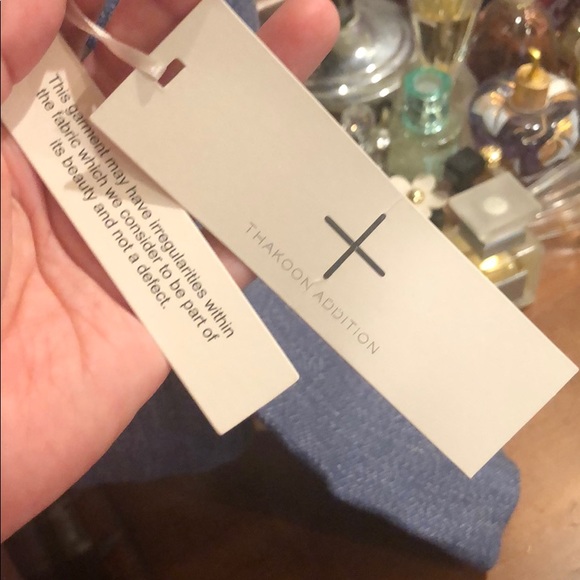 This garment may have irregularities within
the fabric which we consider to be part of
its beauty and not a defect.
THAKOON ADDITION